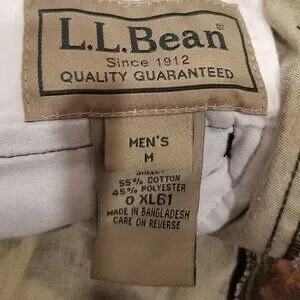 L.L.Bean
Since 1912
QUALITY GUARANTEED
MEN'S
M
55% COTTON
45% POLYESTER
0 XL61
MADE IN BANGLADESH
CARE ON REVERSE